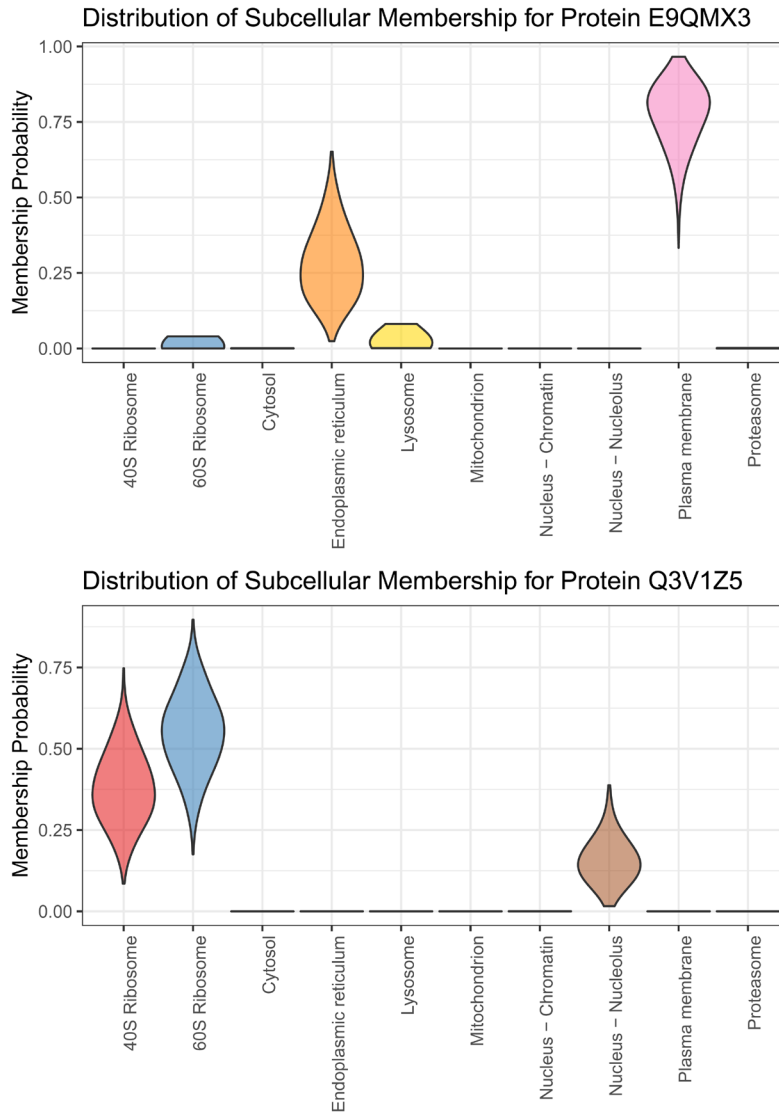 Distribution of Subcellular Membership for Protein E9QMX3
Membership Probability
1.00
0.75
0.50
0.25
0.00
40S Ribosome
60S Ribosome
Cytosol
Endoplasmic reticulum
Lysosome
Mitochondrion
Nucleus − Chromatin
Nucleus − Nucleolus
Plasma membrane
Proteasome
Distribution of Subcellular Membership for Protein Q3V1Z5
Membership Probability
0.75
0.50
0.25
0.00
40S Ribosome
60S Ribosome
Cytosol
Endoplasmic reticulum
Lysosome
Mitochondrion
Nucleus − Chromatin
Nucleus − Nucleolus
Plasma membrane
Proteasome